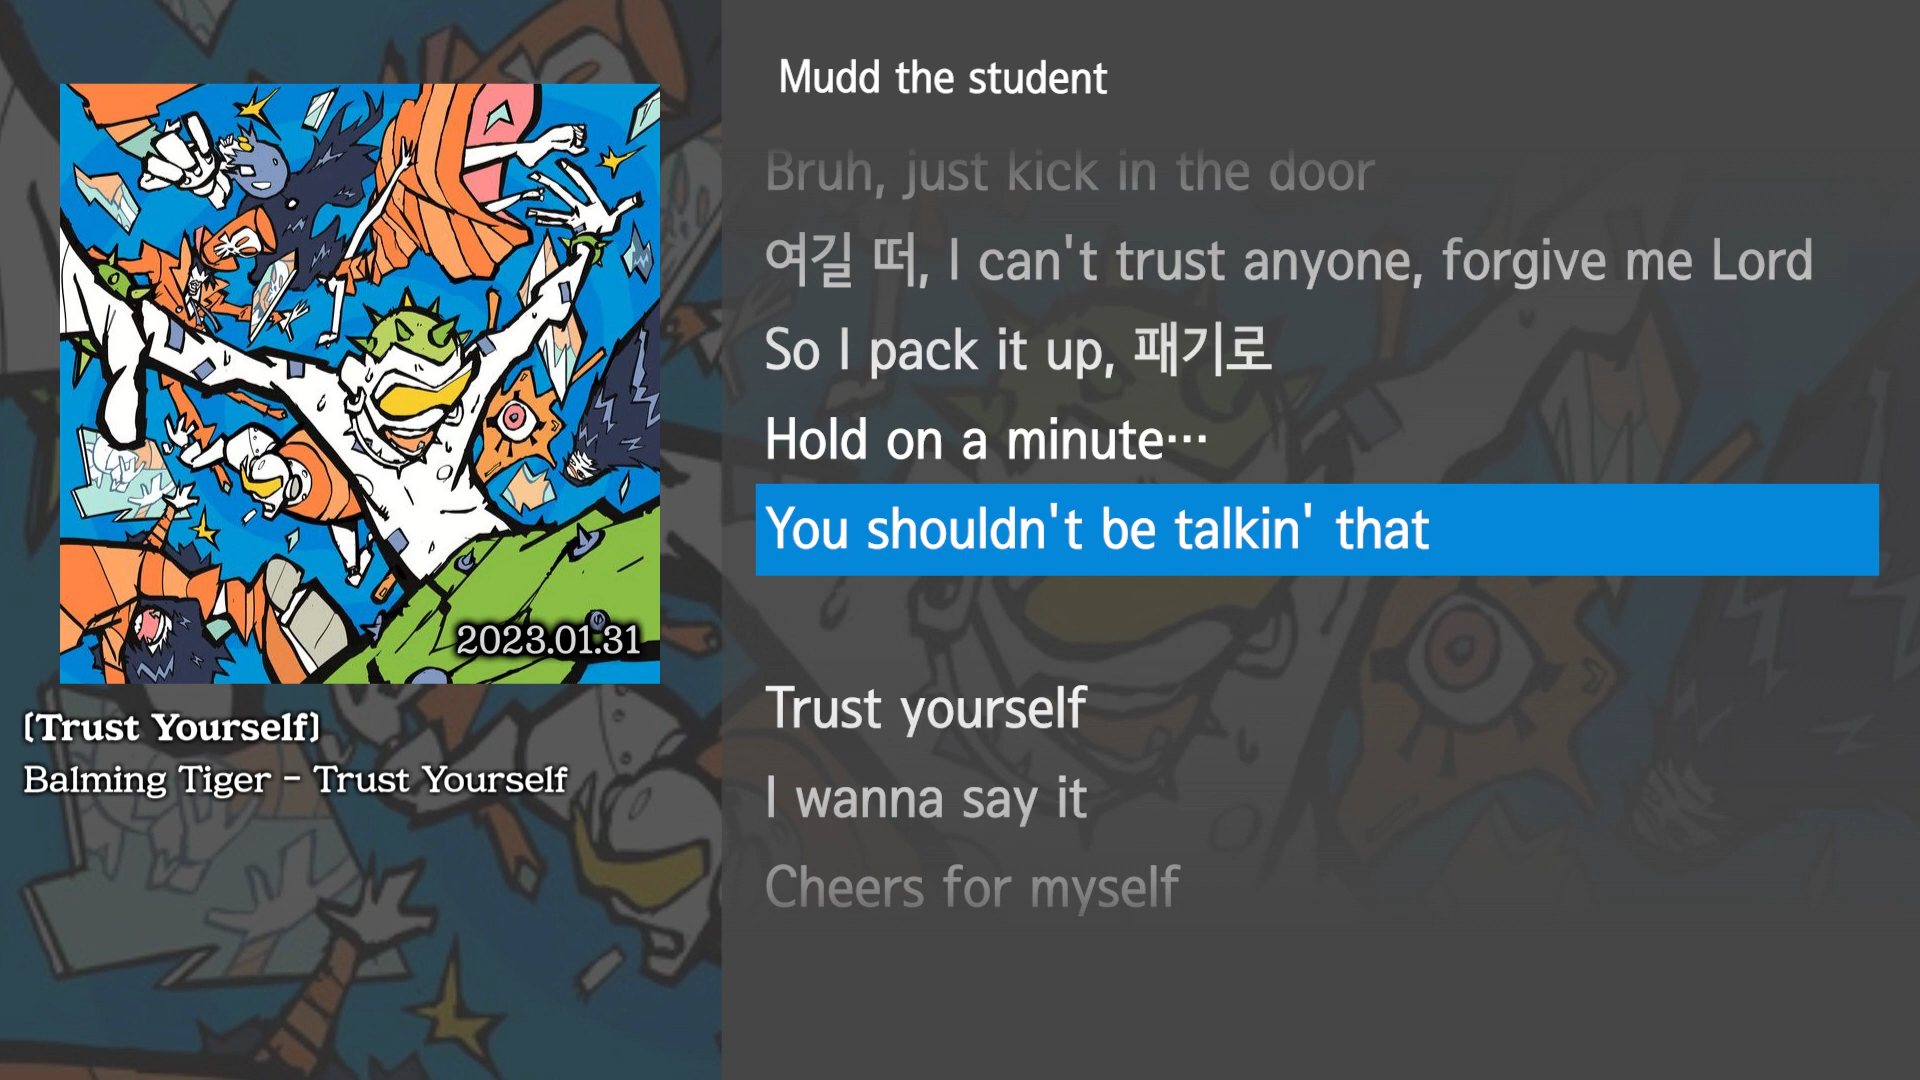 2023.01.31
[Trust Yourself]
Balming Tiger – Trust Yourself
Mudd the student
Bruh, just kick in the door
여길 떠, I can't trust anyone, forgive me Lord
So I pack it up, 패기로
Hold on a minute…
You shouldn't be talkin' that
Trust yourself
I wanna say it
Cheers for myself